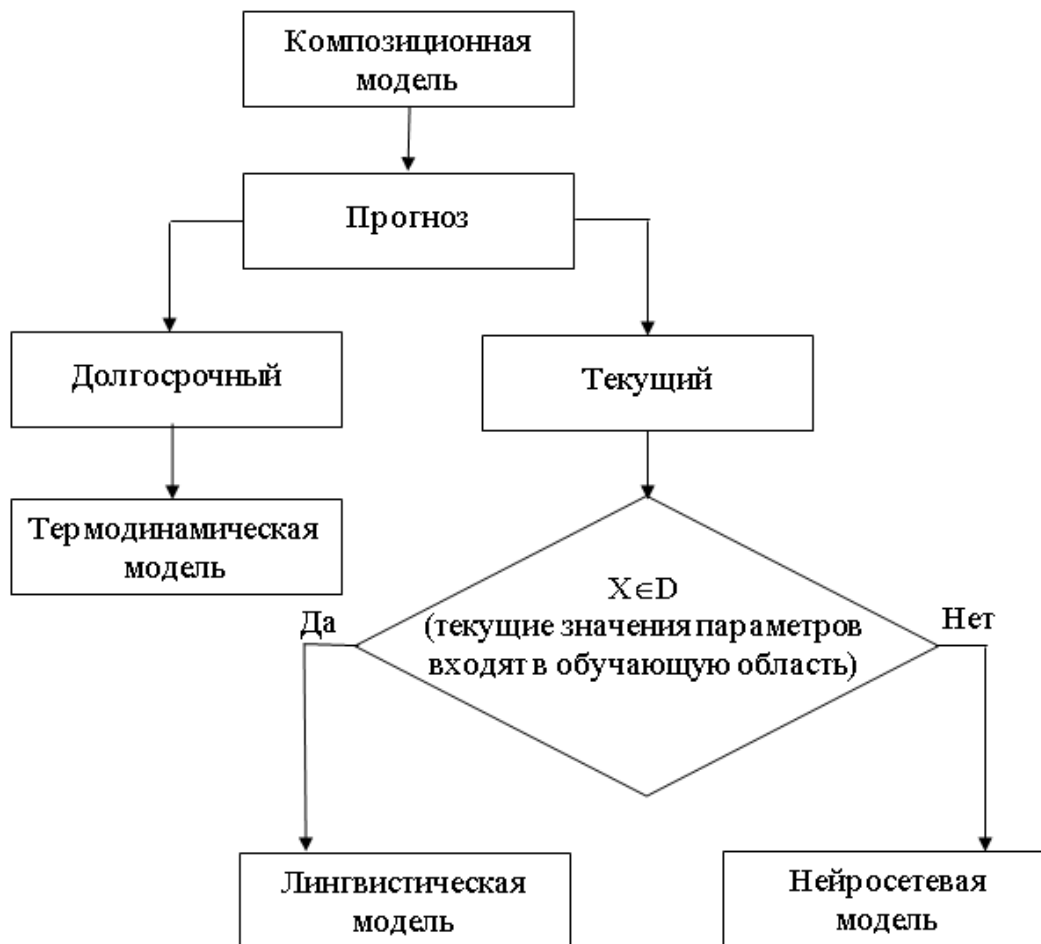 Композиционная
модель
Прогноз
Долгосрочный
Текущий
Термодинамическая
модель
X∈D
(текущие значения параметров
входят в обучающую область)
Да
Нет
Лингвистическая
модель
Нейросетевая
модель